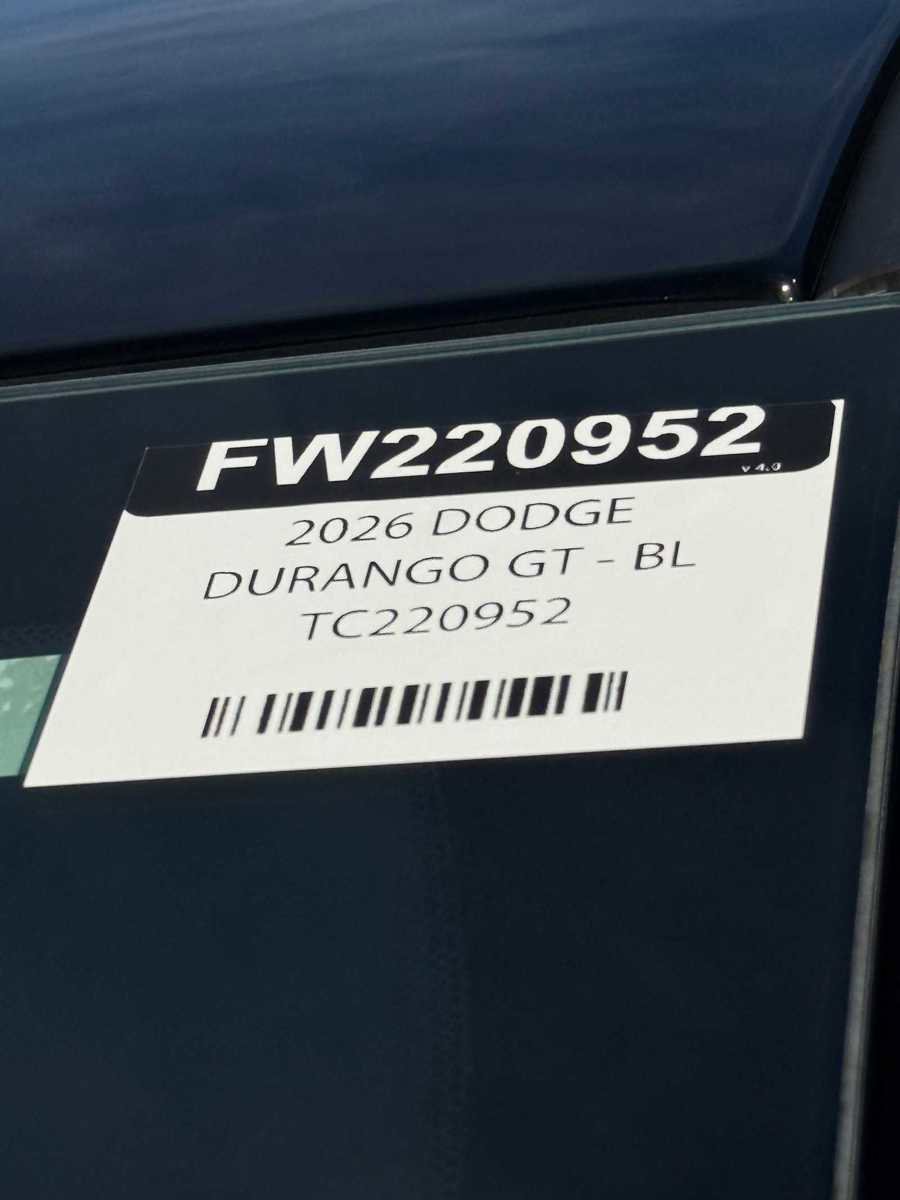 FW220952
v 4.0
2026 DODGE
DURANGO GT - BL
TC220952